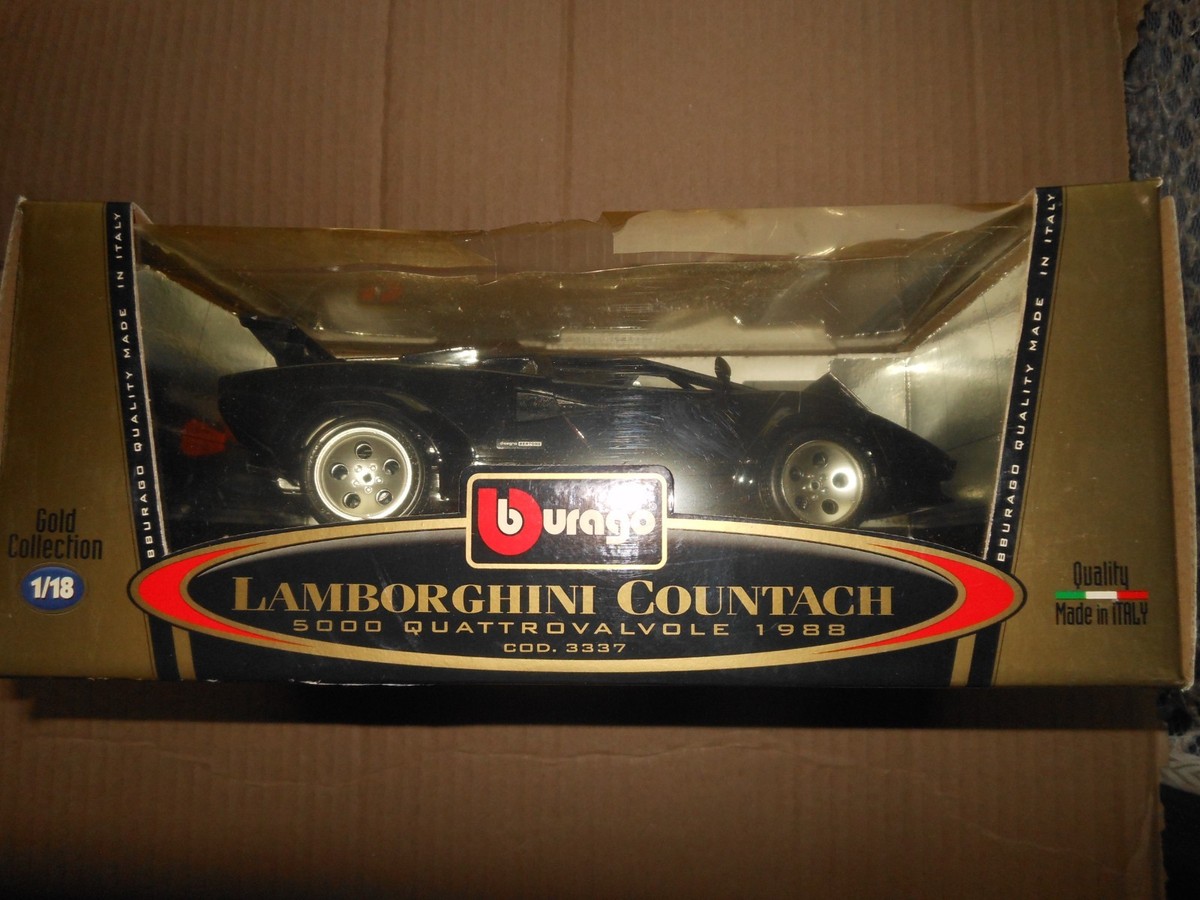 BBURAGO QUALITY MADE IN ITALY
BBURAGO QUALITY MADE IN ITALY
Gold
Collection
1/18
burago
LAMBORGHINI COUNTACH
5000 QUATTROVALVOLE 1988
COD. 3337
Quality
Made in ITALY